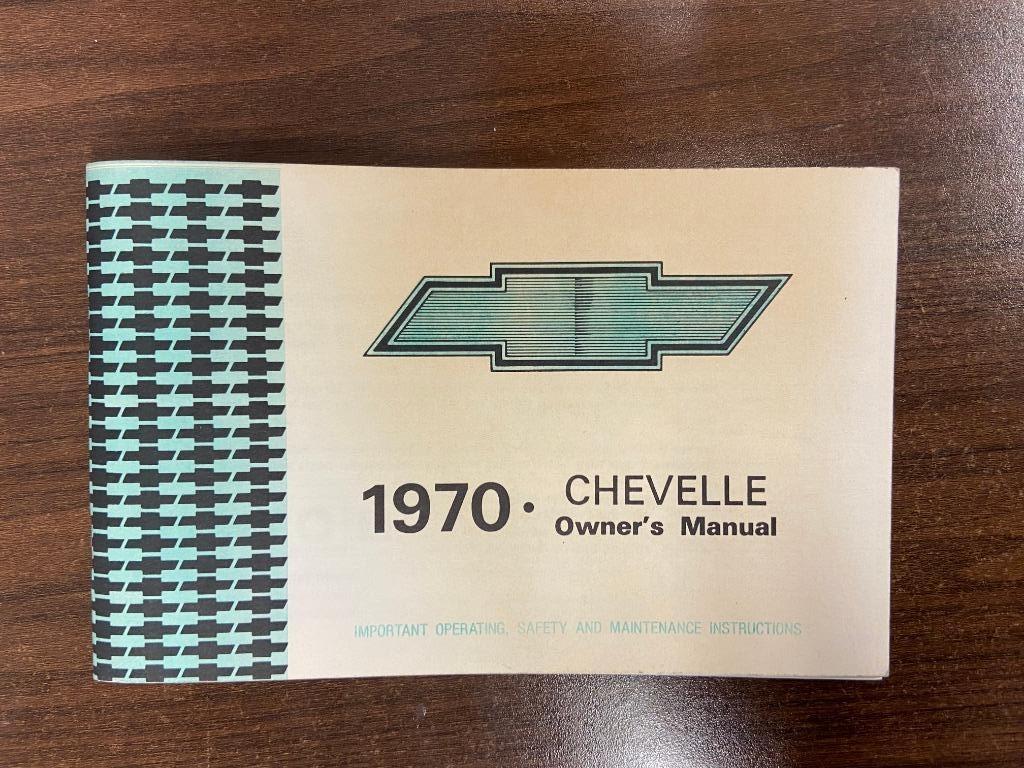 1970 • CHEVELLE
Owner's Manual
IMPORTANT OPERATING, SAFETY AND MAINTENANCE INSTRUCTIONS